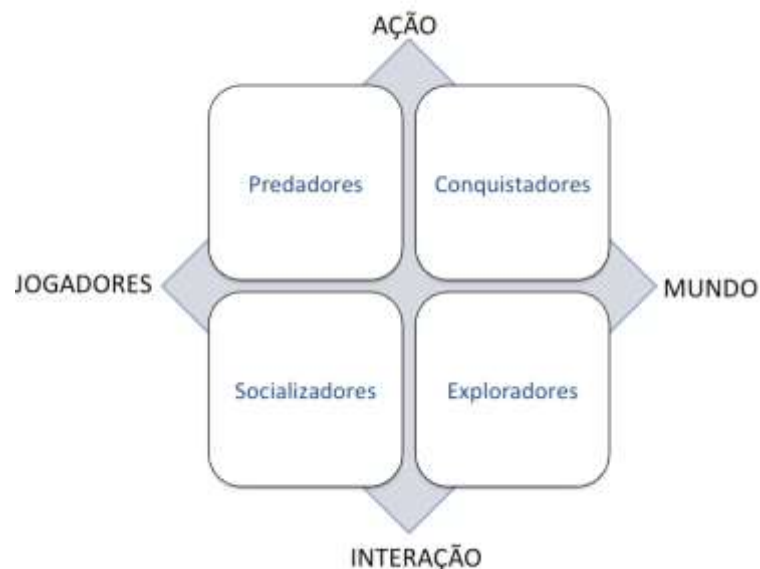 AÇÃO
Predadores
Conquistadores
JOGADORES
MUNDO
Socializadores
Exploradores
INTERAÇÃO